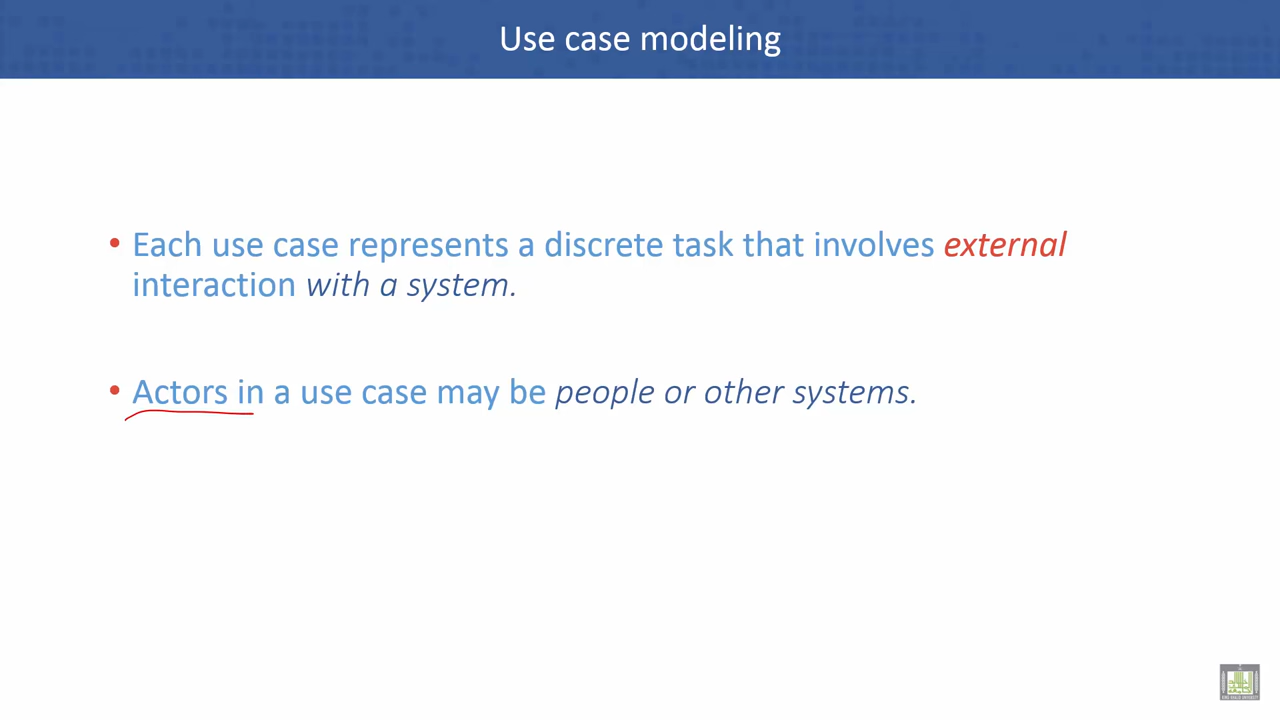 Use case modeling
• Each use case represents a discrete task that involves external
interaction with a system.
• Actors in a use case may be people or other systems.